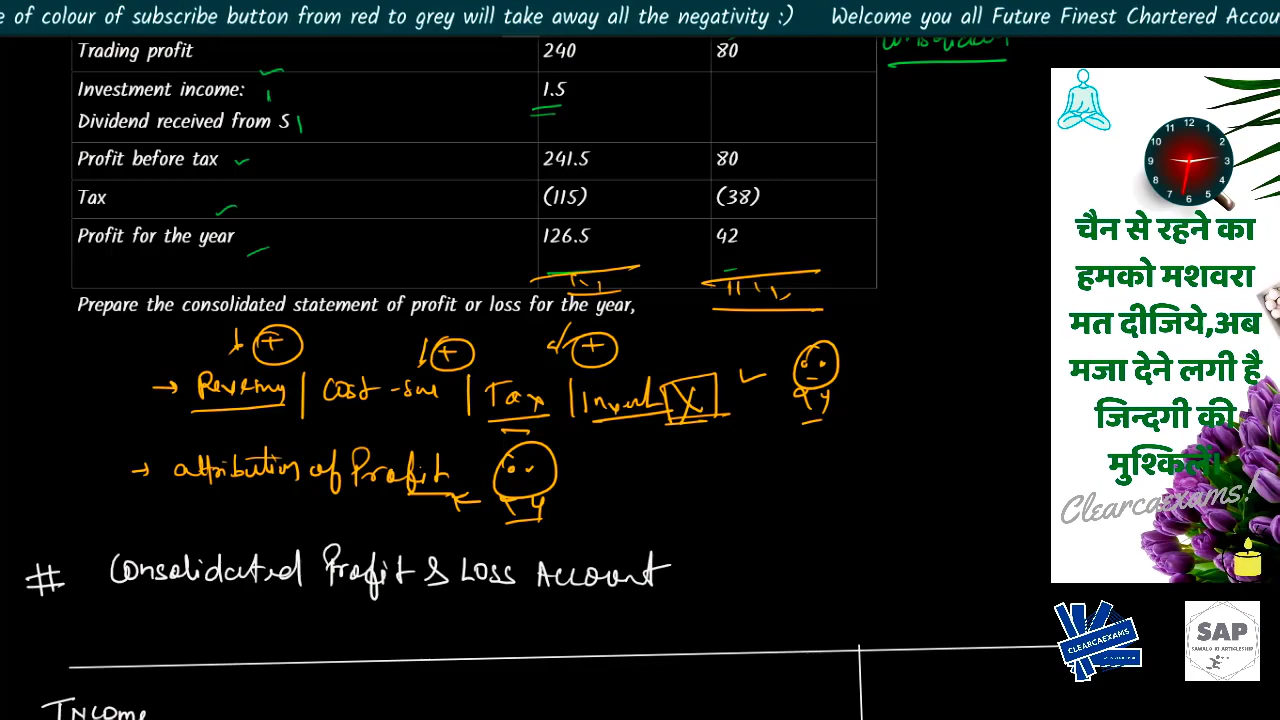 e of colour of subscribe button from red to grey will take away all the negativity :) Welcome you all Future Finest Chartered Accou
Trading profit 240 80
Investment income: 1.5
Dividend received from S
Profit before tax 241.5 80
Tax (115) (38)
Profit for the year 126.5 42
Prepare the consolidated statement of profit or loss for the year,
→ Revenue | Cost - sale | Tax | Invest X
→ attribution of Profit
# Consolidated Profit & Loss Account
Income
चैन से रहने का
हमको मशवरा
मत दीजिये,अब
मजा देने लगी है
जिन्दगी की
मुश्किलें।
Clearcaexams!
CLEARCAEXAMS
SAP
SAWALO KI ARTICLESHIP